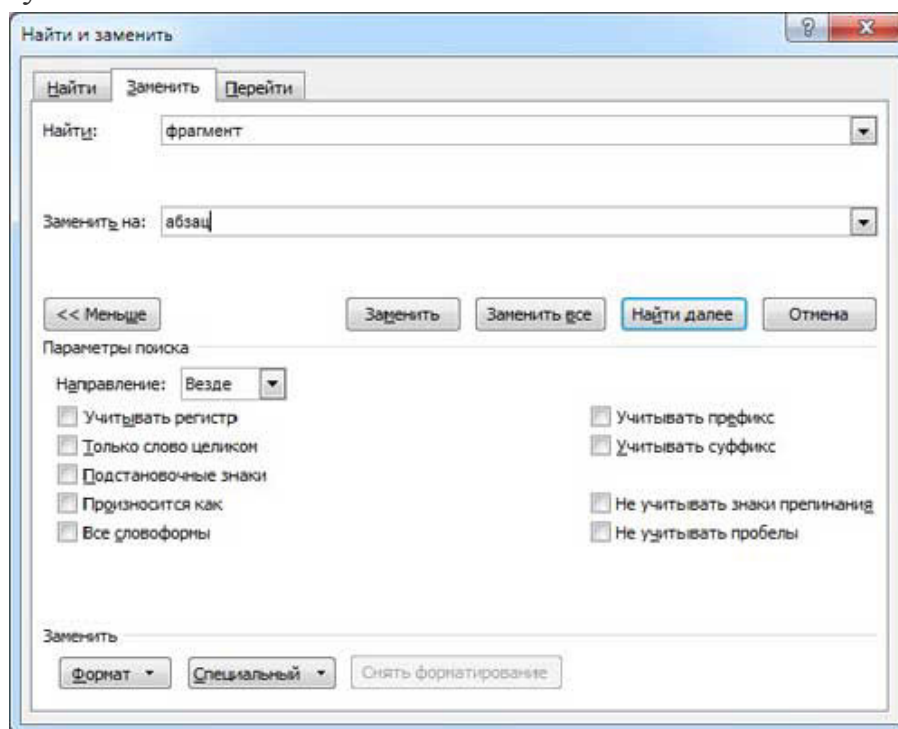 Найти и заменить
Найти Заменить Перейти
Найти: фрагмент
Заменить на: абзац
<< Меньше Заменить Заменить все Найти далее Отмена
Параметры поиска
Направление: Везде
Учитывать регистр Учитывать префикс
Только слово целиком Учитывать суффикс
Подстановочные знаки
Произносится как Не учитывать знаки препинания
Все словоформы Не учитывать пробелы
Заменить
Формат Специальный Снять форматирование